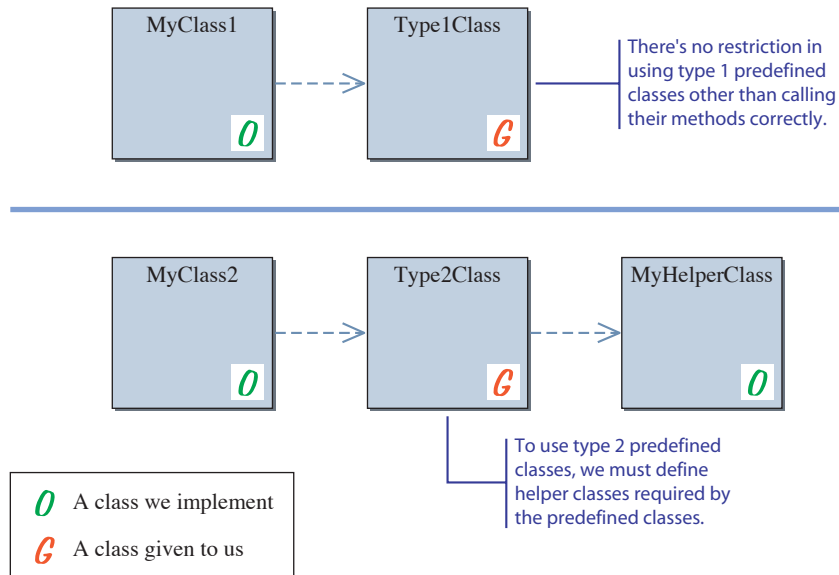 MyClass1
Type1Class
There's no restriction in
using type 1 predefined
classes other than calling
their methods correctly.
O
G
MyClass2
Type2Class
MyHelperClass
O
G
O
To use type 2 predefined
classes, we must define
helper classes required by
the predefined classes.
O A class we implement
G A class given to us